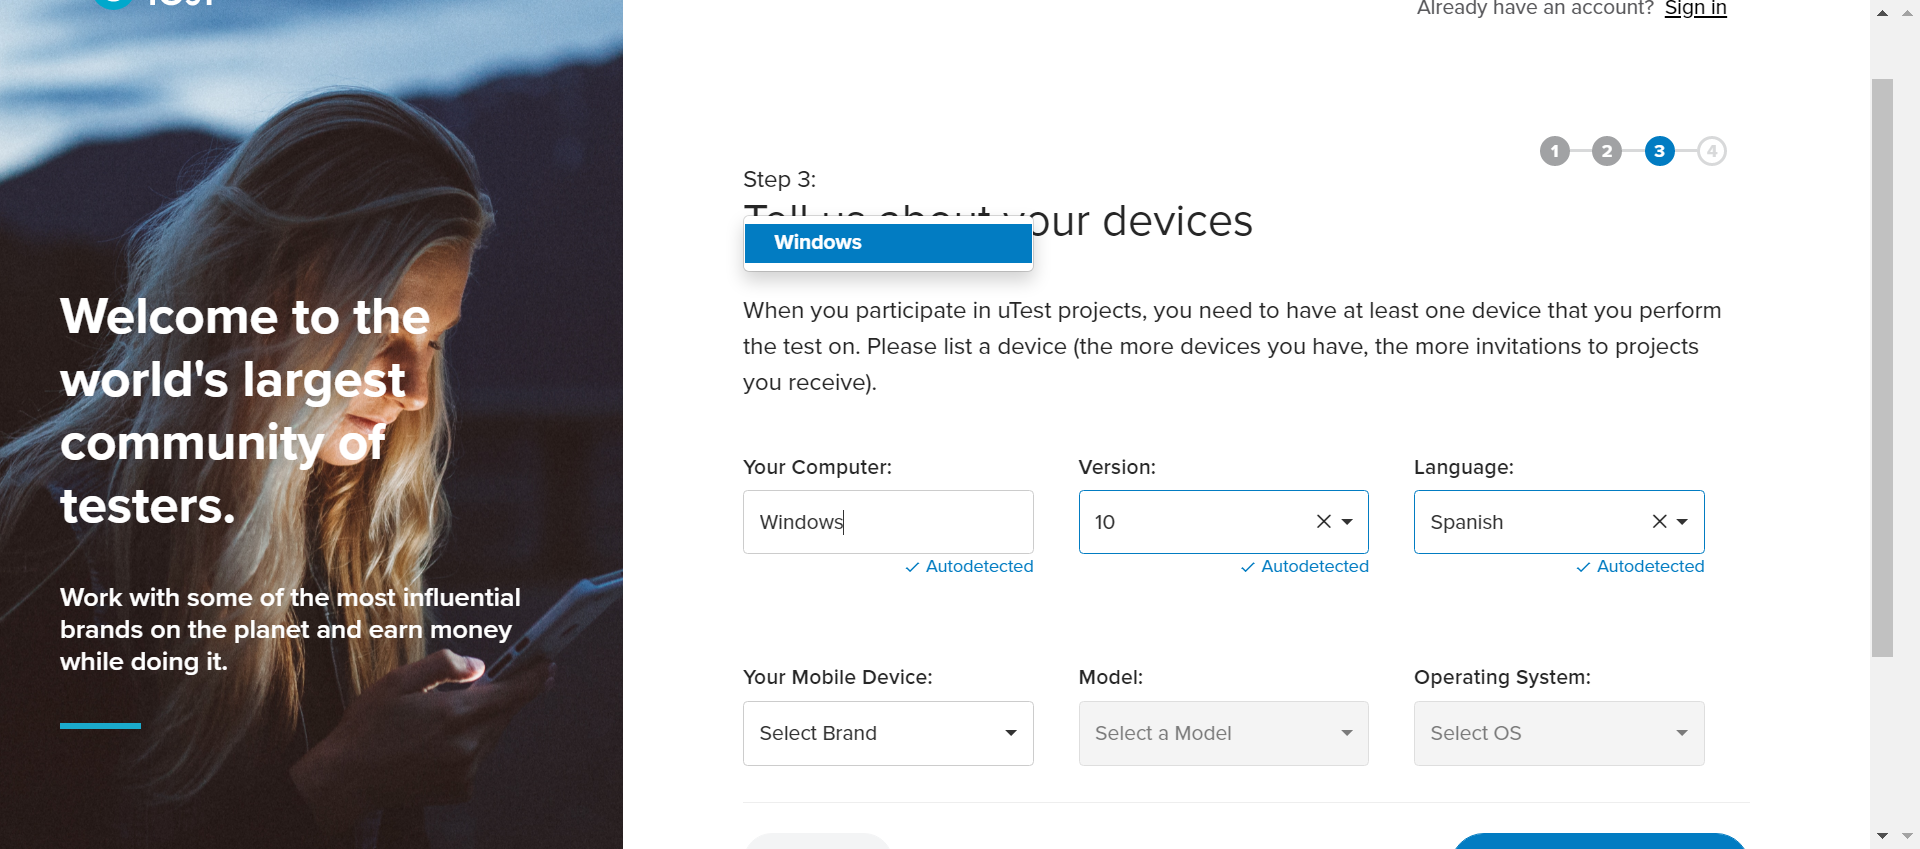 Already have an account? Sign in
1 2 3 4
Step 3:
your devices
Windows
When you participate in uTest projects, you need to have at least one device that you perform
the test on. Please list a device (the more devices you have, the more invitations to projects
you receive).
Your Computer: Version: Language:
Windows 10 Spanish
Autodetected Autodetected Autodetected
Your Mobile Device: Model: Operating System:
Select Brand Select a Model Select OS
Welcome to the
world's largest
community of
testers.
Work with some of the most influential
brands on the planet and earn money
while doing it.